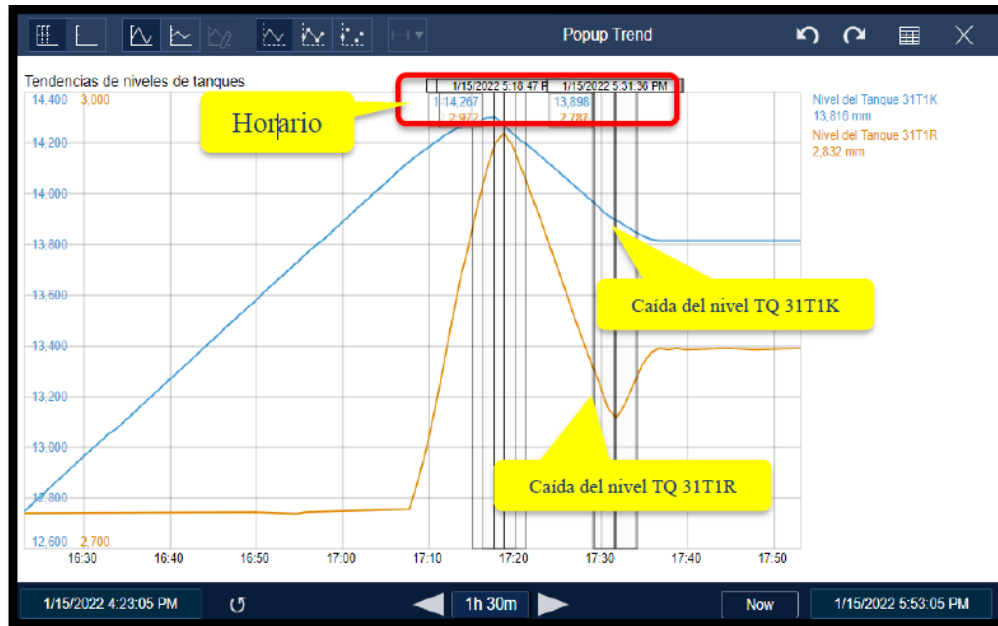 Popup Trend
Tendencias de niveles de tanques
1/15/2022 5:18:47 P 1/15/2022 5:31:36 PM
14,400 3,000
14,267 13,898
2,972 2,787
Horario
Nivel del Tanque 31T1K
13,816 mm
Nivel del Tanque 31T1R
2,832 mm
14,200
14,000
13,800
13,600
Caída del nivel TQ 31T1K
13,400
13,200
13,000
Caída del nivel TQ 31T1R
12,800
12,600 2,700
16:30 16:40 16:50 17:00 17:10 17:20 17:30 17:40 17:50
1/15/2022 4:23:05 PM 1h 30m Now 1/15/2022 5:53:05 PM